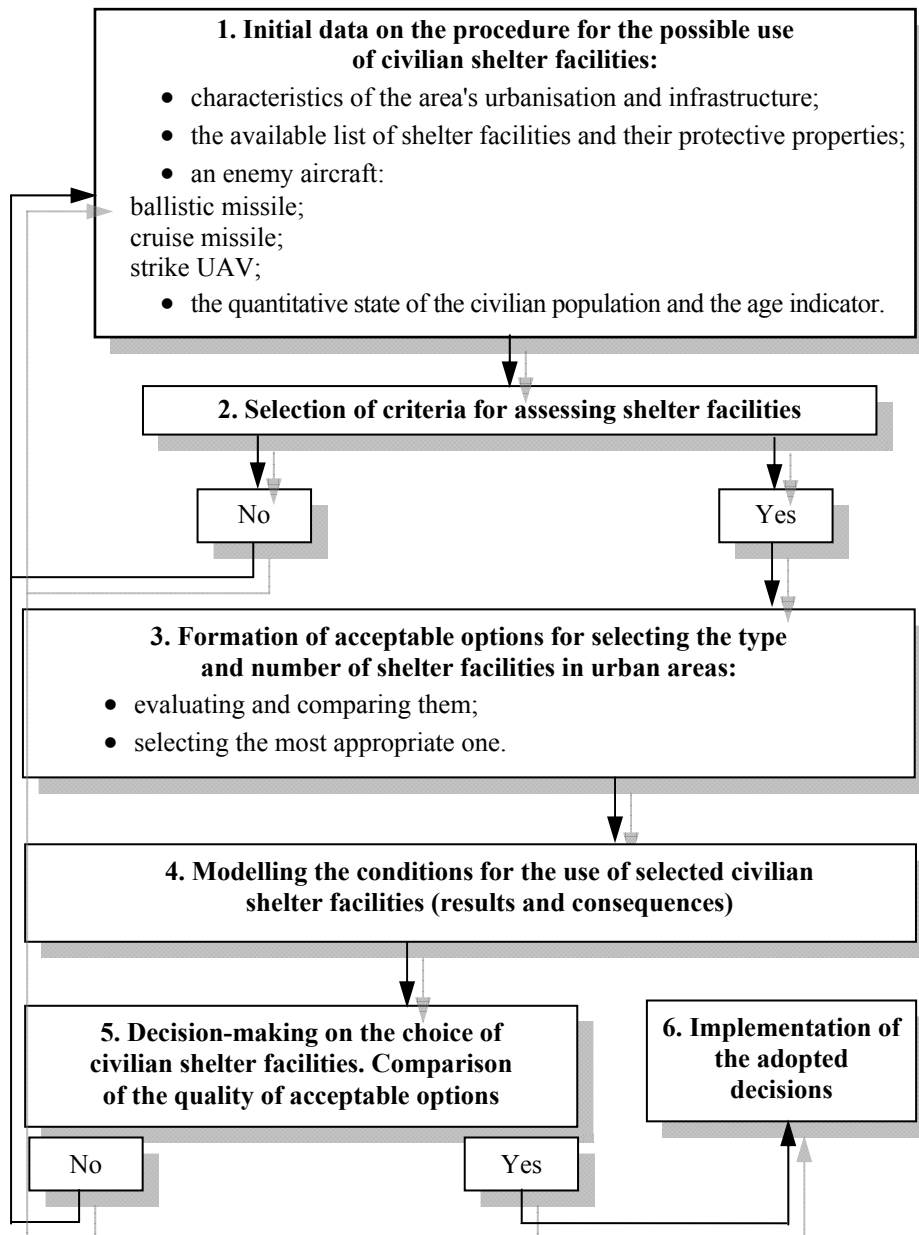 1. Initial data on the procedure for the possible use
of civilian shelter facilities:
• characteristics of the area's urbanisation and infrastructure;
• the available list of shelter facilities and their protective properties;
• an enemy aircraft:
ballistic missile;
cruise missile;
strike UAV;
• the quantitative state of the civilian population and the age indicator.
2. Selection of criteria for assessing shelter facilities
No
Yes
3. Formation of acceptable options for selecting the type
and number of shelter facilities in urban areas:
• evaluating and comparing them;
• selecting the most appropriate one.
4. Modelling the conditions for the use of selected civilian
shelter facilities (results and consequences)
5. Decision-making on the choice of
civilian shelter facilities. Comparison
of the quality of acceptable options
6. Implementation of
the adopted
decisions
No
Yes